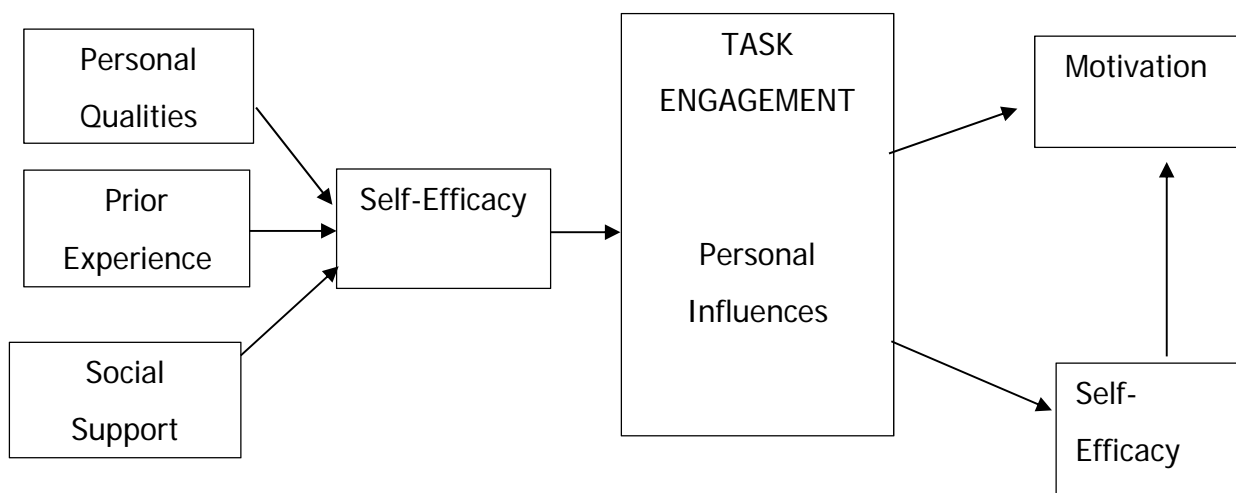 Personal
Qualities
Prior
Experience
Social
Support
Self-Efficacy
TASK
ENGAGEMENT
Personal
Influences
Motivation
Self-
Efficacy